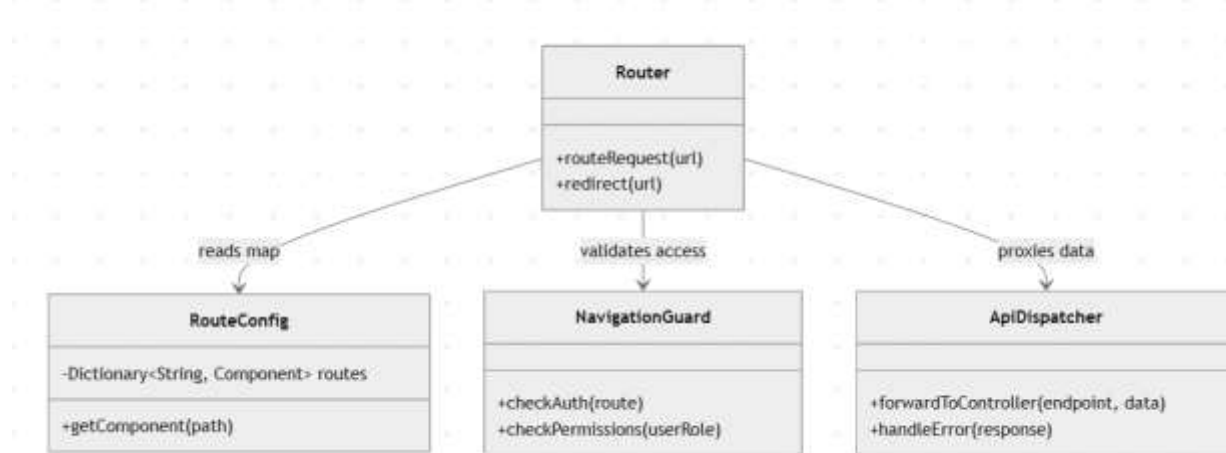 Router
+routeRequest(url)
+redirect(url)
reads map
validates access
proxies data
RouteConfig
-Dictionary<String, Component> routes
+getComponent(path)
NavigationGuard
+checkAuth(route)
+checkPermissions(userRole)
ApiDispatcher
+forwardToController(endpoint, data)
+handleError(response)